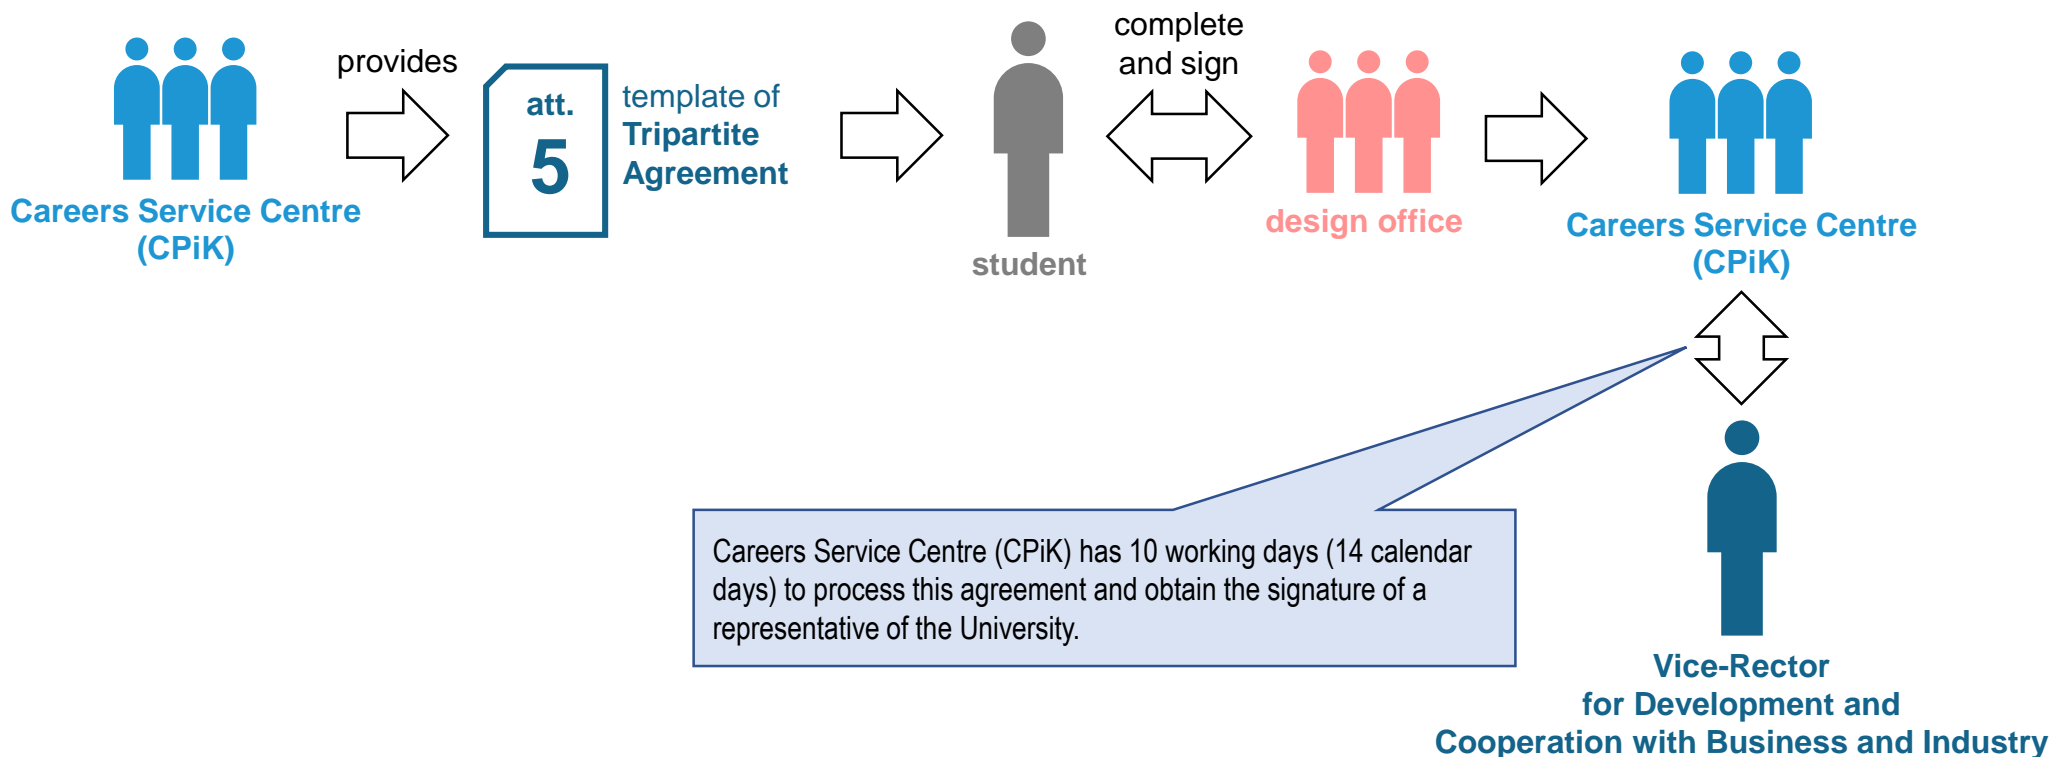 Careers Service Centre
(CPiK)
provides
att.
5
template of
Tripartite
Agreement
student
complete
and sign
design office
Careers Service Centre
(CPiK)
Careers Service Centre (CPiK) has 10 working days (14 calendar
days) to process this agreement and obtain the signature of a
representative of the University.
Vice-Rector
for Development and
Cooperation with Business and Industry